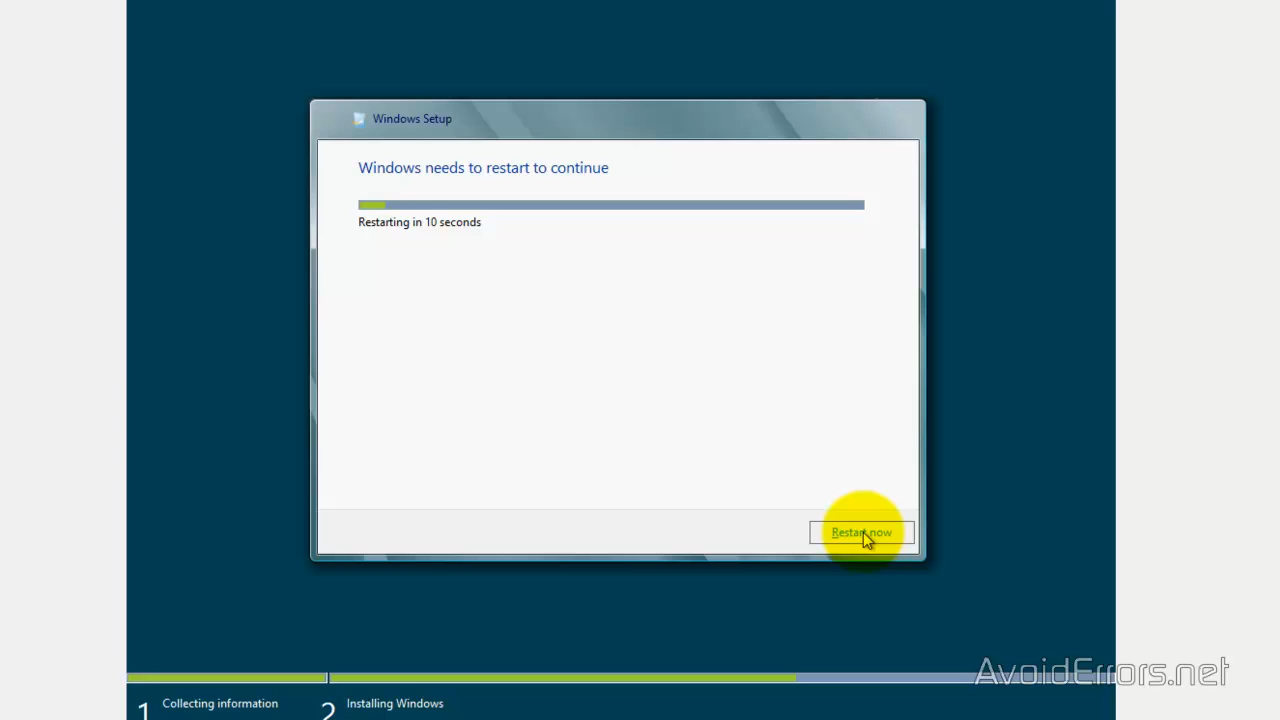 Windows Setup
Windows needs to restart to continue
Restarting in 10 seconds
Restart now
AvoidErrors.net
1 Collecting information
2 Installing Windows